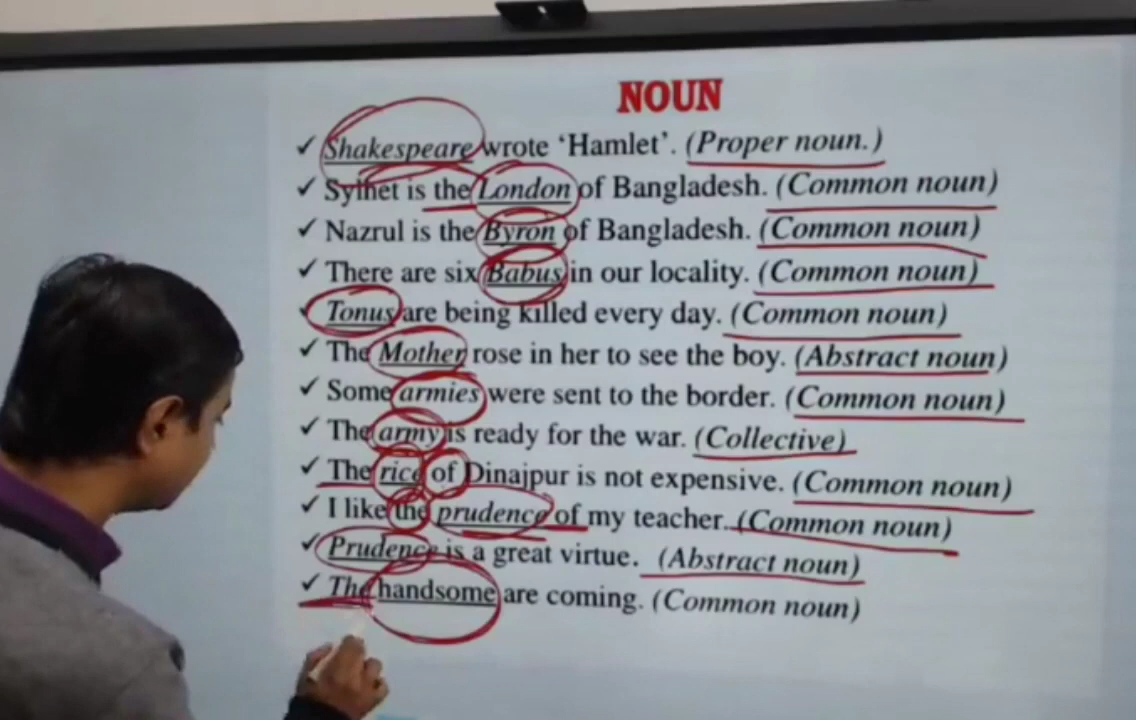 NOUN
✓ Shakespeare wrote ‘Hamlet’. (Proper noun.)
✓ Sylhet is the London of Bangladesh. (Common noun)
✓ Nazrul is the Byron of Bangladesh. (Common noun)
✓ There are six Babus in our locality. (Common noun)
✓ Tonus are being killed every day. (Common noun)
✓ The Mother rose in her to see the boy. (Abstract noun)
✓ Some armies were sent to the border. (Common noun)
✓ The army is ready for the war. (Collective)
✓ The rice of Dinajpur is not expensive. (Common noun)
✓ I like the prudence of my teacher. (Common noun)
✓ Prudence is a great virtue. (Abstract noun)
✓ The handsome are coming. (Common noun)